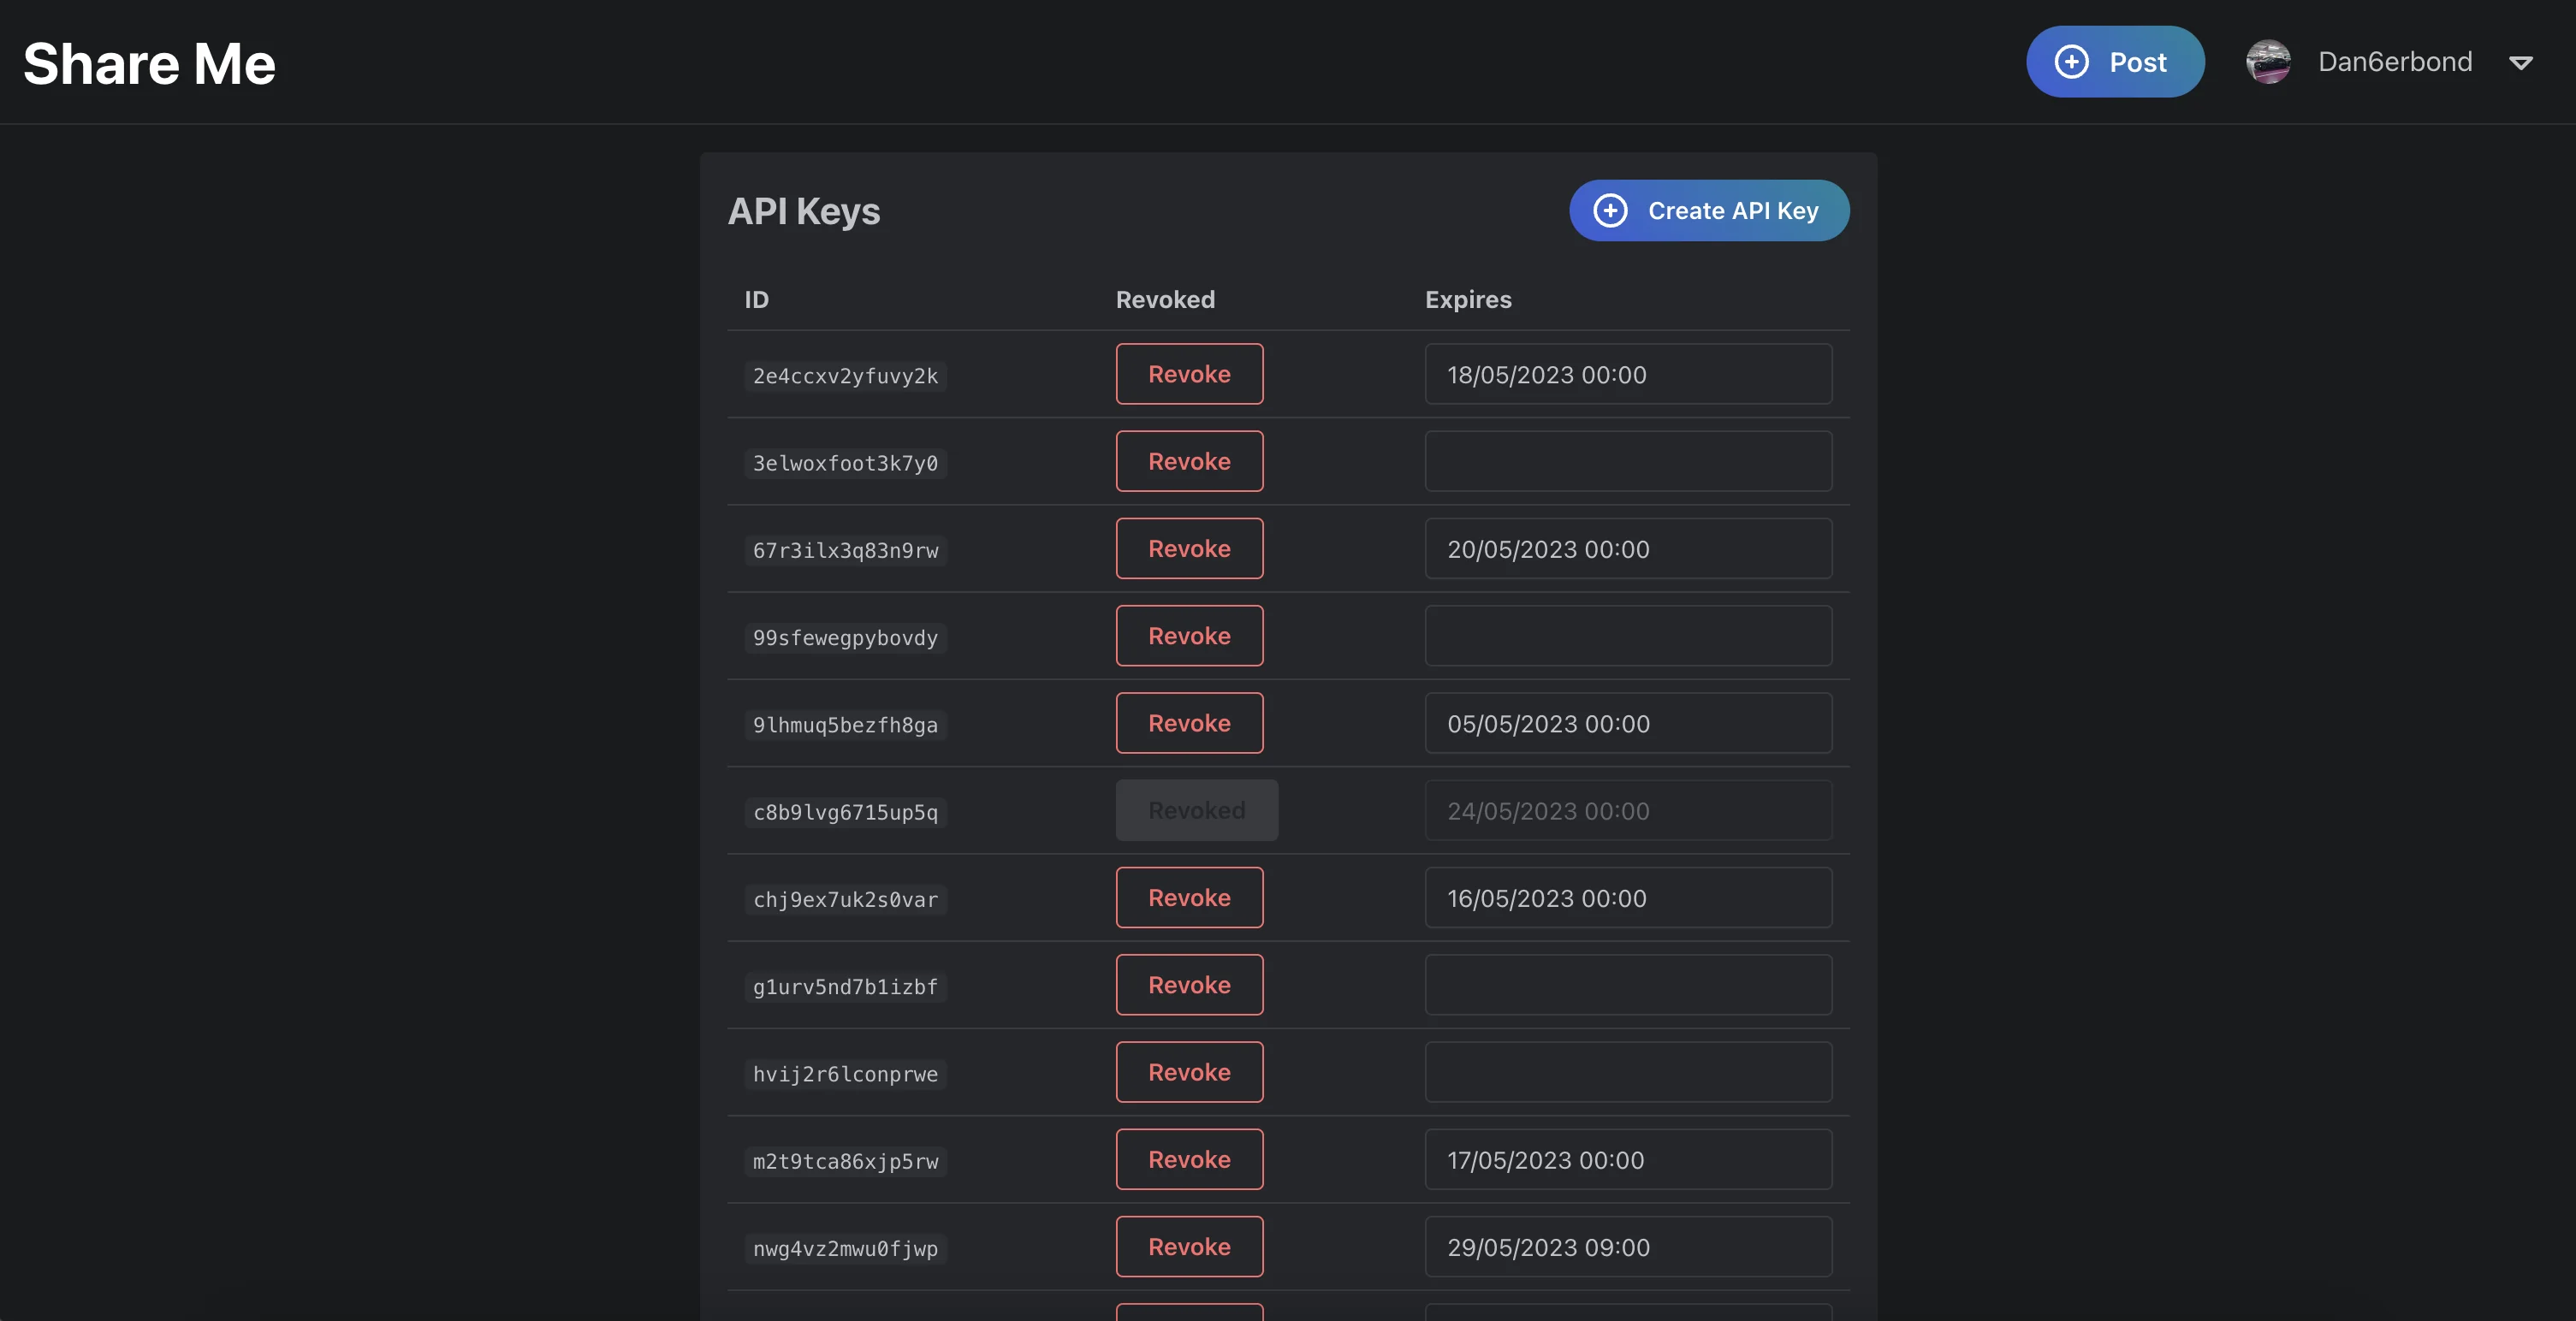 Share Me
Post
Dan6erbond
API Keys
Create API Key
ID Revoked Expires
2e4ccxv2yfuvy2k Revoke 18/05/2023 00:00
3elwoxfoot3k7y0 Revoke
67r3ilx3q83n9rw Revoke 20/05/2023 00:00
99sfewegpybovdy Revoke
9lhmuq5bezfh8ga Revoke 05/05/2023 00:00
c8b9lvg6715up5q Revoked 24/05/2023 00:00
chj9ex7uk2s0var Revoke 16/05/2023 00:00
g1urv5nd7b1izbf Revoke
hvij2r6lconprwe Revoke
m2t9tca86xjp5rw Revoke 17/05/2023 00:00
nwg4vz2mwu0fjwp Revoke 29/05/2023 09:00